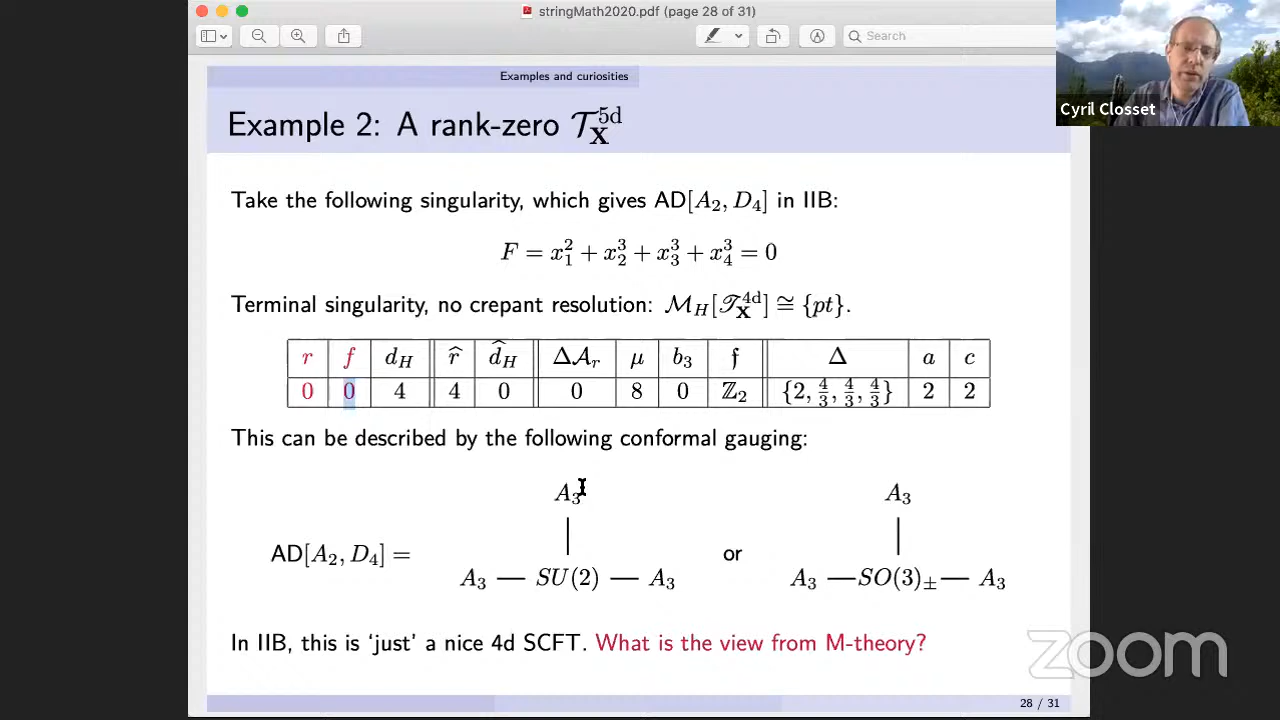 stringMath2020.pdf (page 28 of 31)
Search
Cyril Closset
Examples and curiosities
Example 2: A rank-zero 𝒯_𝐗^{5d}
Take the following singularity, which gives AD[A₂, D₄] in IIB:
F = x₁² + x₂³ + x₃³ + x₄³ = 0
Terminal singularity, no crepant resolution: ℳ_H[𝒯_𝐗^{4d}] ≅ {pt}.
r f d_H r̂ d̂_H Δ𝒜_r μ b₃ 𝔣 Δ a c
0 0 4 4 0 0 8 0 ℤ₂ {2, 4/3, 4/3, 4/3} 2 2
This can be described by the following conformal gauging:
A₃ A₃
AD[A₂, D₄] = or
A₃ — SU(2) — A₃ A₃ — SO(3)± — A₃
In IIB, this is ‘just’ a nice 4d SCFT. What is the view from M-theory?
zoom
28 / 31